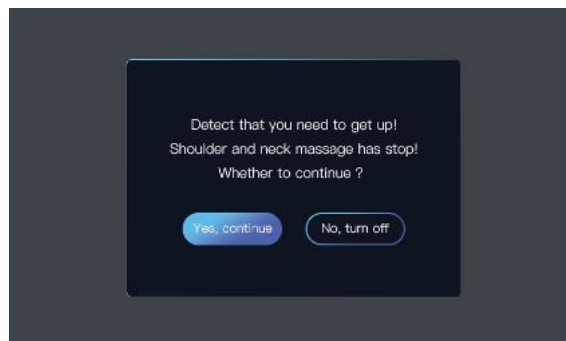 Detect that you need to get up!
Shoulder and neck massage has stop!
Whether to continue ?
Yes, continue
No, turn off